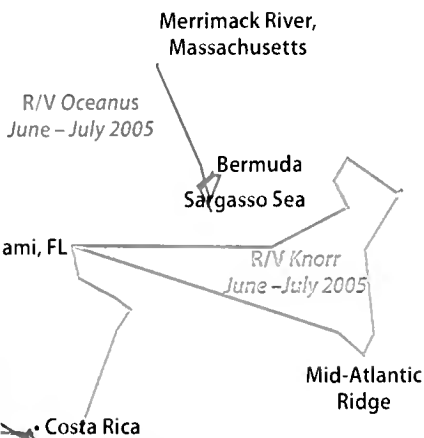 Merrimack River,
Massachusetts
R/V Oceanus
June – July 2005
Bermuda
Sargasso Sea
ami, FL
R/V Knorr
June –July 2005
Mid-Atlantic
Ridge
• Costa Rica